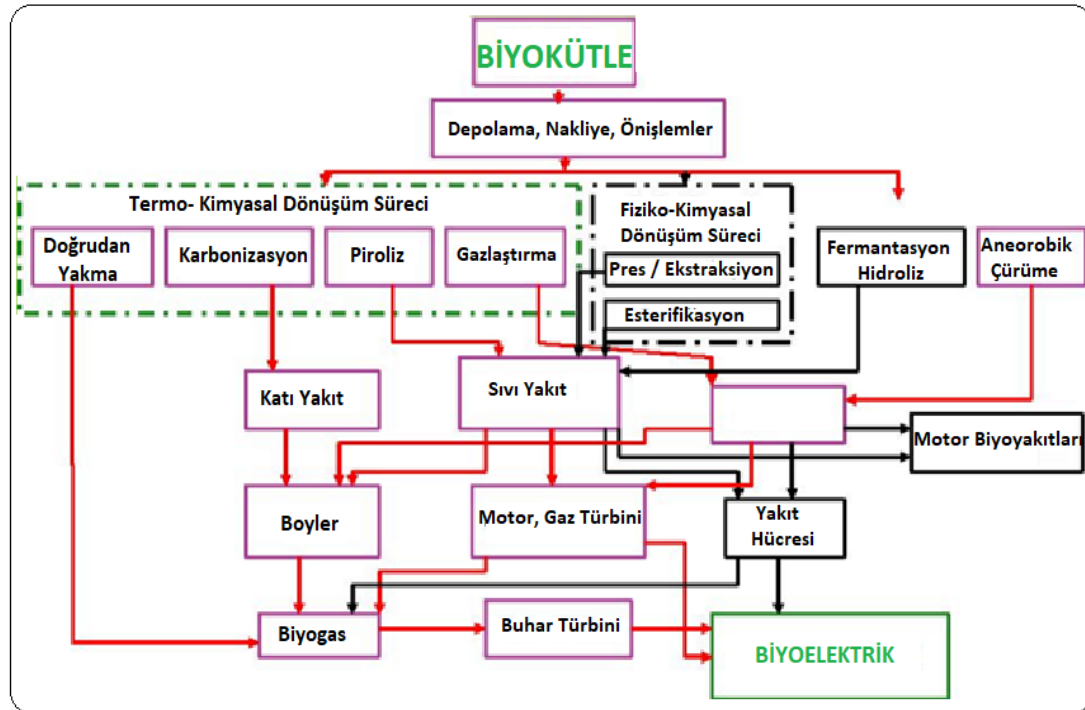 BİYOKÜTLE
Depolama, Nakliye, Önişlemler
Termo- Kimyasal Dönüşüm Süreci
Doğrudan
Yakma
Karbonizasyon
Piroliz
Gazlaştırma
Fiziko-Kimyasal
Dönüşüm Süreci
Pres / Ekstraksiyon
Esterifikasyon
Fermantasyon
Hidroliz
Aneorobik
Çürüme
Katı Yakıt
Sıvı Yakıt
Motor Biyoyakıtları
Boyler
Motor, Gaz Türbini
Yakıt
Hücresi
Biyogas
Buhar Türbini
BİYOELEKTRİK